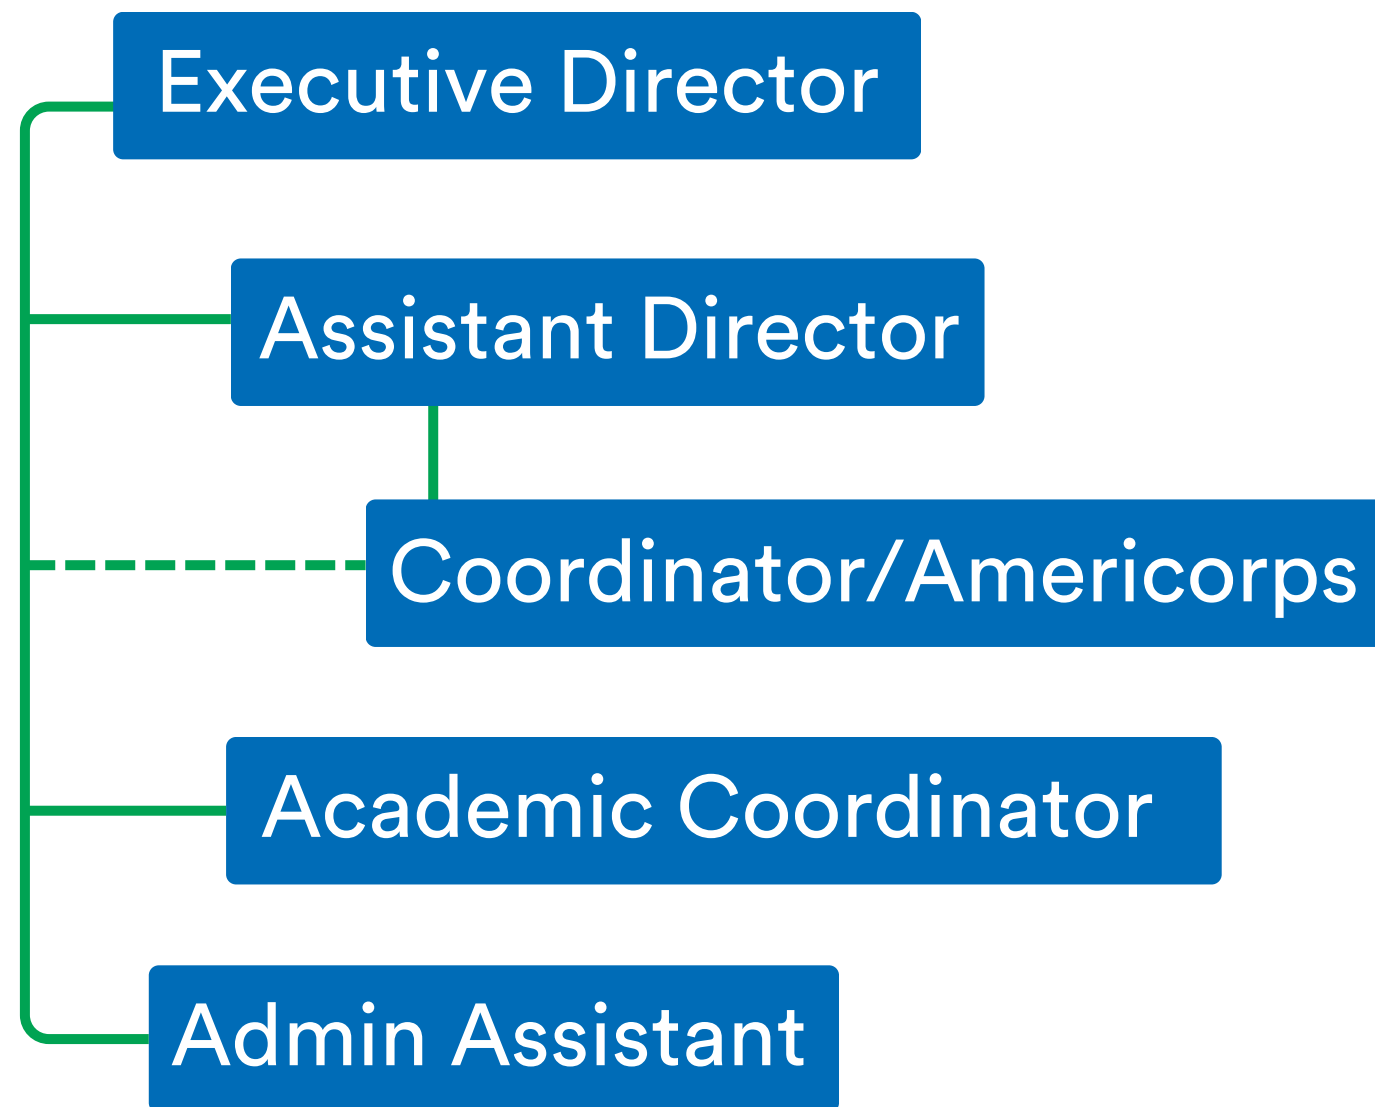 Executive Director
Assistant Director
Coordinator/Americorps
Academic Coordinator
Admin Assistant